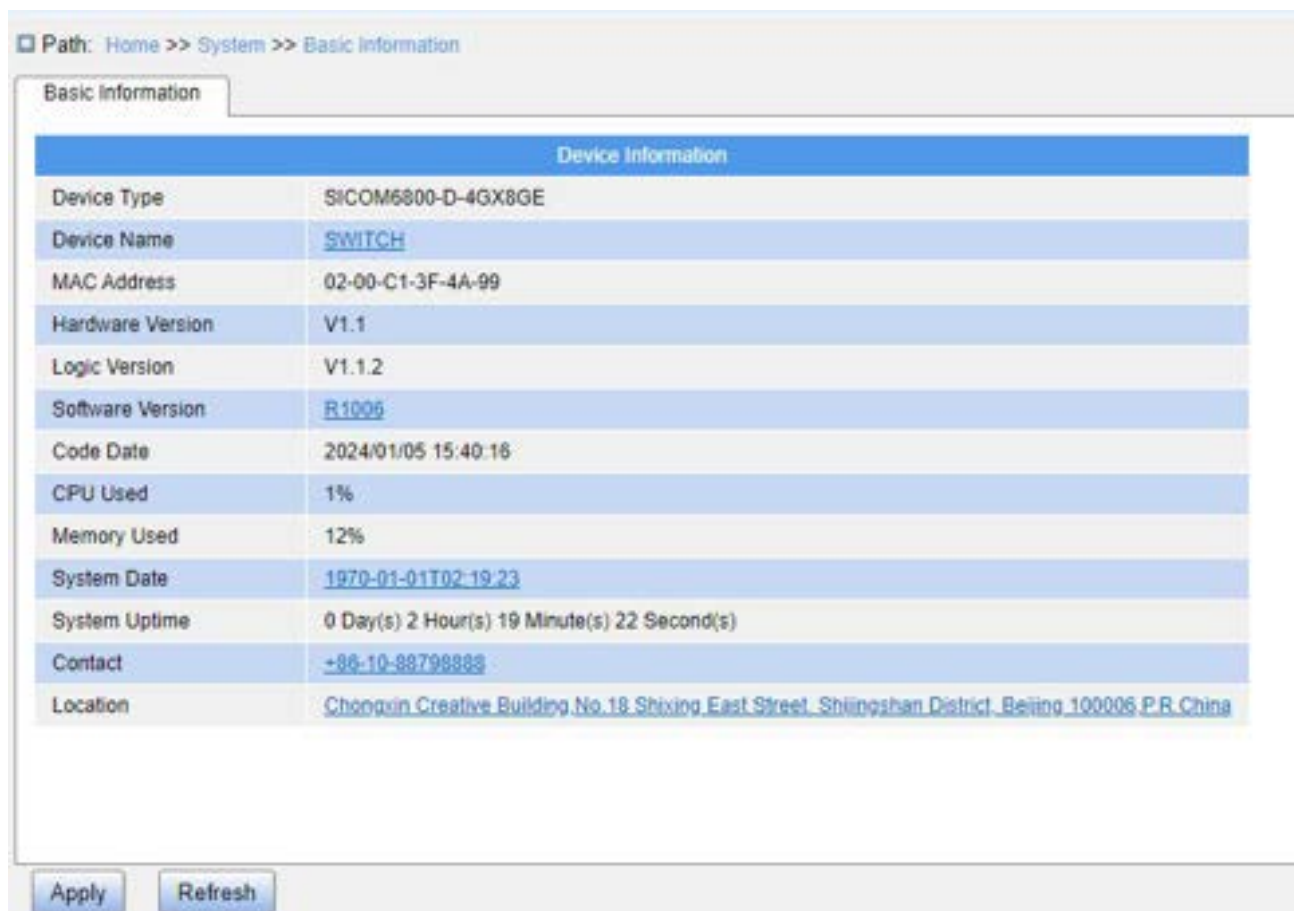 Path: Home >> System >> Basic Information
Basic Information
Device Information
Device Type SICOM6800-D-4GX8GE
Device Name SWITCH
MAC Address 02-00-C1-3F-4A-99
Hardware Version V1.1
Logic Version V1.1.2
Software Version R1006
Code Date 2024/01/05 15:40:16
CPU Used 1%
Memory Used 12%
System Date 1970-01-01T02:19:23
System Uptime 0 Day(s) 2 Hour(s) 19 Minute(s) 22 Second(s)
Contact +86-10-88798888
Location Chongxin Creative Building,No.18 Shixing East Street, Shijingshan District, Beijing 100006,P.R.China
Apply Refresh